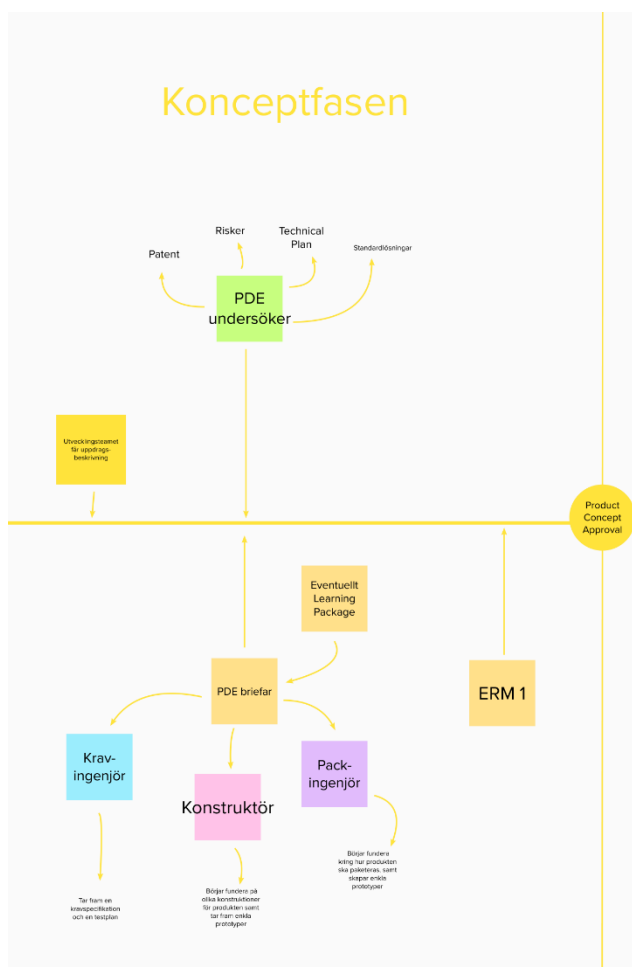 Konceptfasen
Risker
Technical
Plan
Patent
Standardlösningar
PDE
undersöker
Utvecklingsteamet
får uppdrags-
beskrivning
Product
Concept
Approval
Eventuellt
Learning
Package
PDE briefar
ERM 1
Krav-
ingenjör
Konstruktör
Pack-
ingenjör
Tar fram en
kravspecifikation
och en testplan
Börjar fundera på
olika konstruktioner
för produkten samt
tar fram enkla
prototyper
Börjar fundera
kring hur produkten
ska paketeras, samt
skapar enkla
prototyper